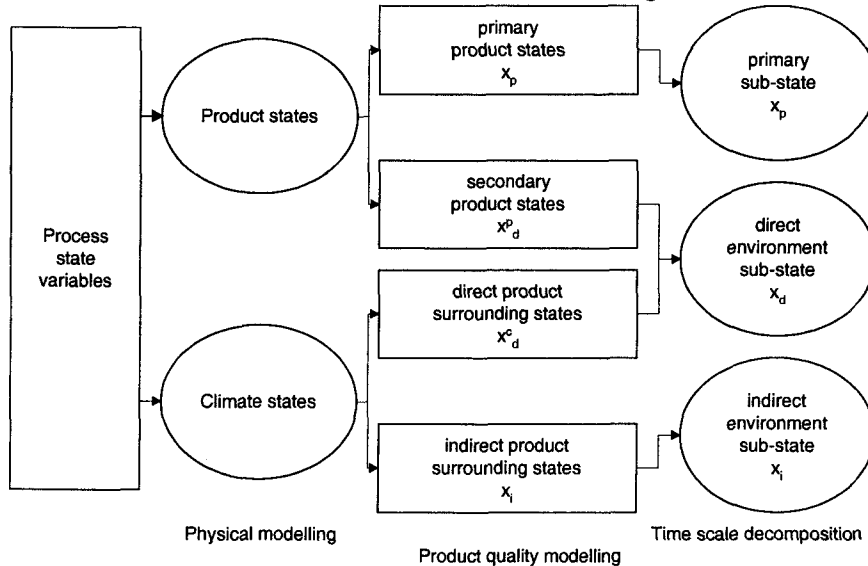 Process
state
variables
Product states
Climate states
primary
product states
x_p
secondary
product states
x^p_d
direct product
surrounding states
x^c_d
indirect product
surrounding states
x_i
primary
sub-state
x_p
direct
environment
sub-state
x_d
indirect
environment
sub-state
x_i
Physical modelling
Product quality modelling
Time scale decomposition